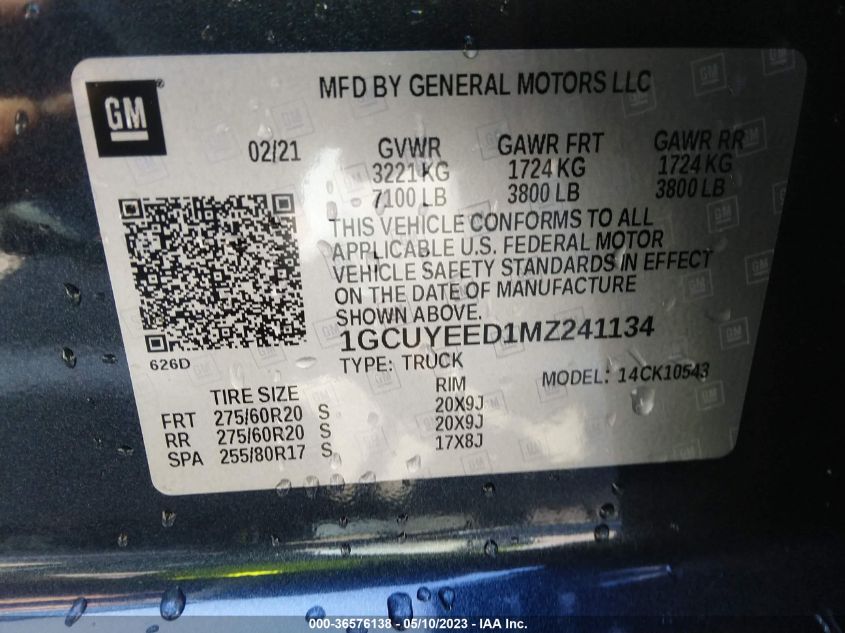 GM
MFD BY GENERAL MOTORS LLC
02/21 GVWR GAWR FRT GAWR RR
3221 KG 1724 KG 1724 KG
7100 LB 3800 LB 3800 LB
THIS VEHICLE CONFORMS TO ALL
APPLICABLE U.S. FEDERAL MOTOR
VEHICLE SAFETY STANDARDS IN EFFECT
ON THE DATE OF MANUFACTURE
SHOWN ABOVE.
1GCUYEED1MZ241134
626D
TYPE: TRUCK MODEL: 14CK10543
TIRE SIZE RIM
FRT 275/60R20 S 20X9J
RR 275/60R20 S 20X9J
SPA 255/80R17 S 17X8J
000-36576138 - 05/10/2023 - IAA Inc.